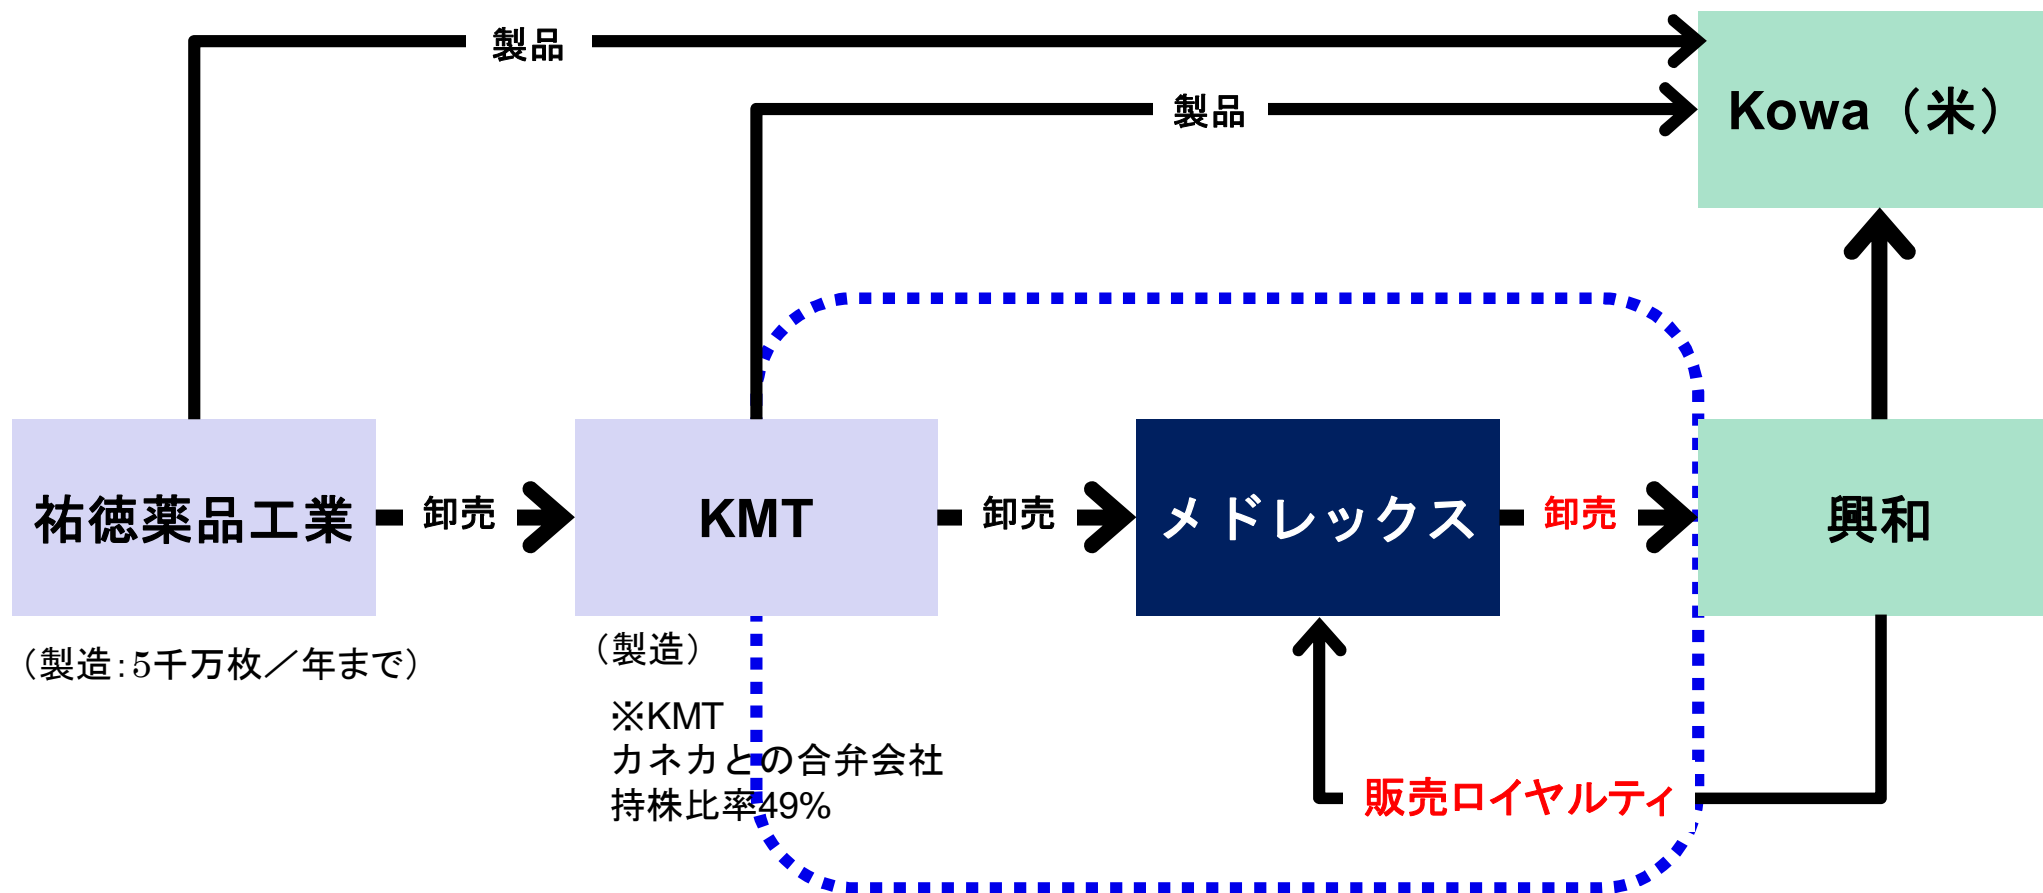 製品
製品
Kowa（米）
祐徳薬品工業
卸売
KMT
卸売
メドレックス
卸売
興和
（製造：5千万枚／年まで）
（製造）
※KMT
カネカとの合弁会社
持株比率49%
販売ロイヤルティ